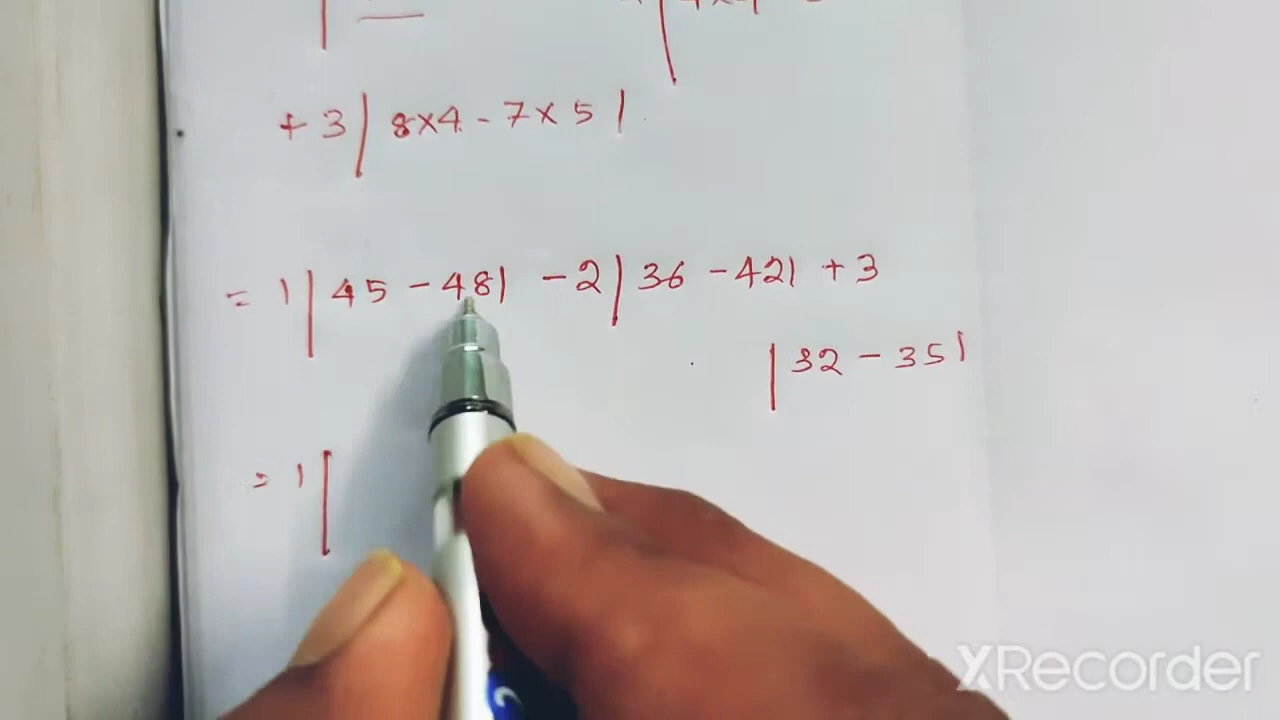 + 3 | 8×4 - 7×5 |
= 1 | 45 - 48 | - 2 | 36 - 42 | + 3
| 32 - 35 |
= 1 |
XRecorder